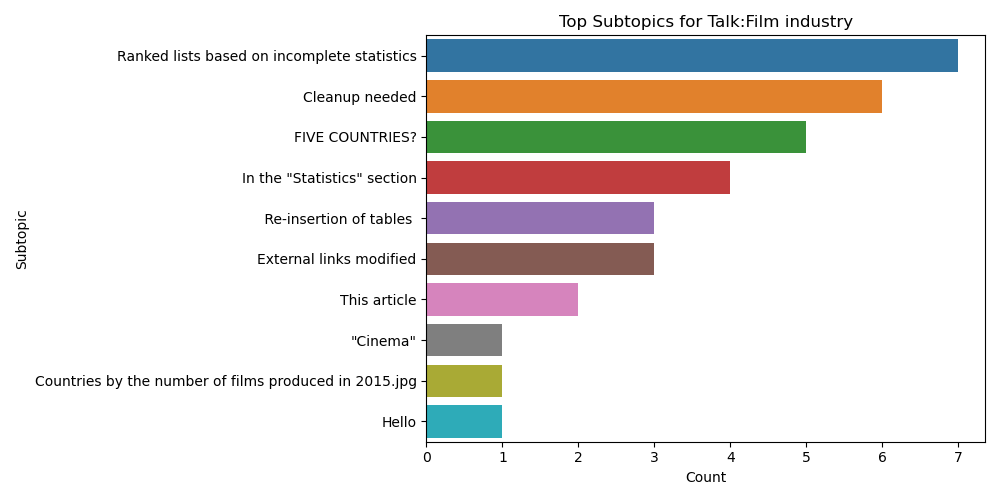 Top Subtopics for Talk:Film industry
Ranked lists based on incomplete statistics
Cleanup needed
FIVE COUNTRIES?
In the "Statistics" section
Re-insertion of tables
External links modified
This article
"Cinema"
Countries by the number of films produced in 2015.jpg
Hello
Subtopic
0 1 2 3 4 5 6 7
Count